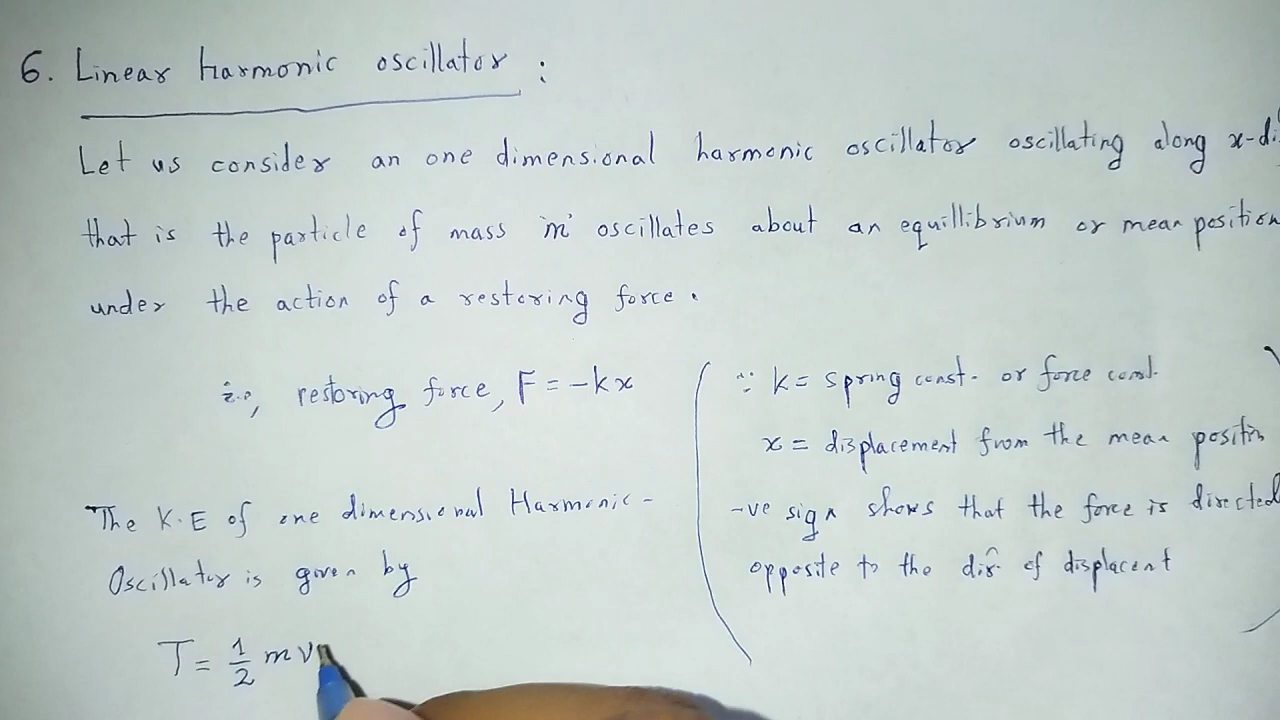 6. Linear harmonic oscillator :
Let us consider an one dimensional harmonic oscillator oscillating along x-di
that is the particle of mass 'm' oscillates about an equillibrium or mean position
under the action of a restoring force.
i.e, restoring force, F = -kx
The K.E of one dimensional Harmonic -
Oscillator is given by
T = 1/2 mv
( ∵ k = spring const. or force const.
x = displacement from the mean position
-ve sign shows that the force is directed
opposite to the dirⁿ of displacent )